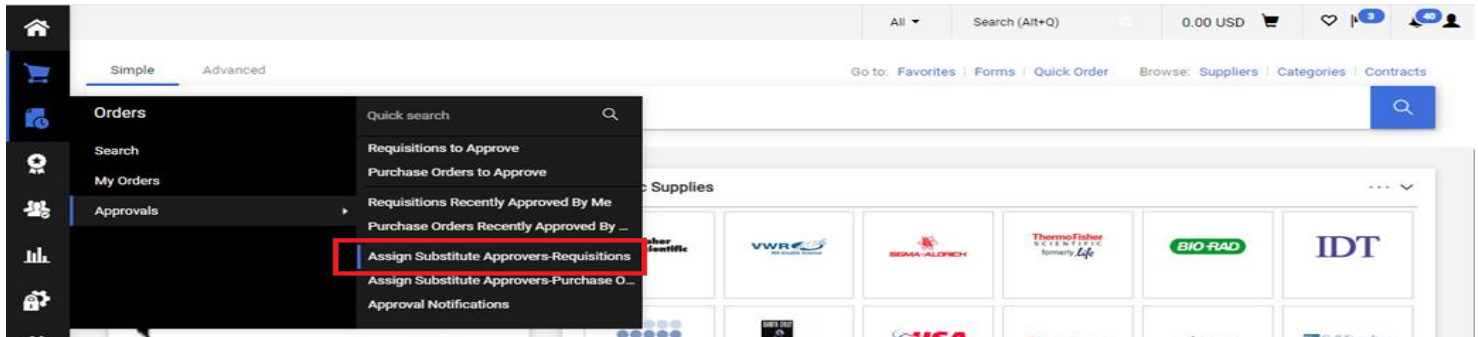 All Search (Alt+Q) 0.00 USD 3 40
Simple Advanced Go to: Favorites | Forms | Quick Order Browse: Suppliers | Categories | Contracts
Orders
Search
My Orders
Approvals
Quick search
Requisitions to Approve
Purchase Orders to Approve
Requisitions Recently Approved By Me
Purchase Orders Recently Approved By ...
Assign Substitute Approvers-Requisitions
Assign Substitute Approvers-Purchase O...
Approval Notifications
Supplies
VWR
SIGMA-ALDRICH
ThermoFisher
SCIENTIFIC
formerly life
BIO-RAD
IDT